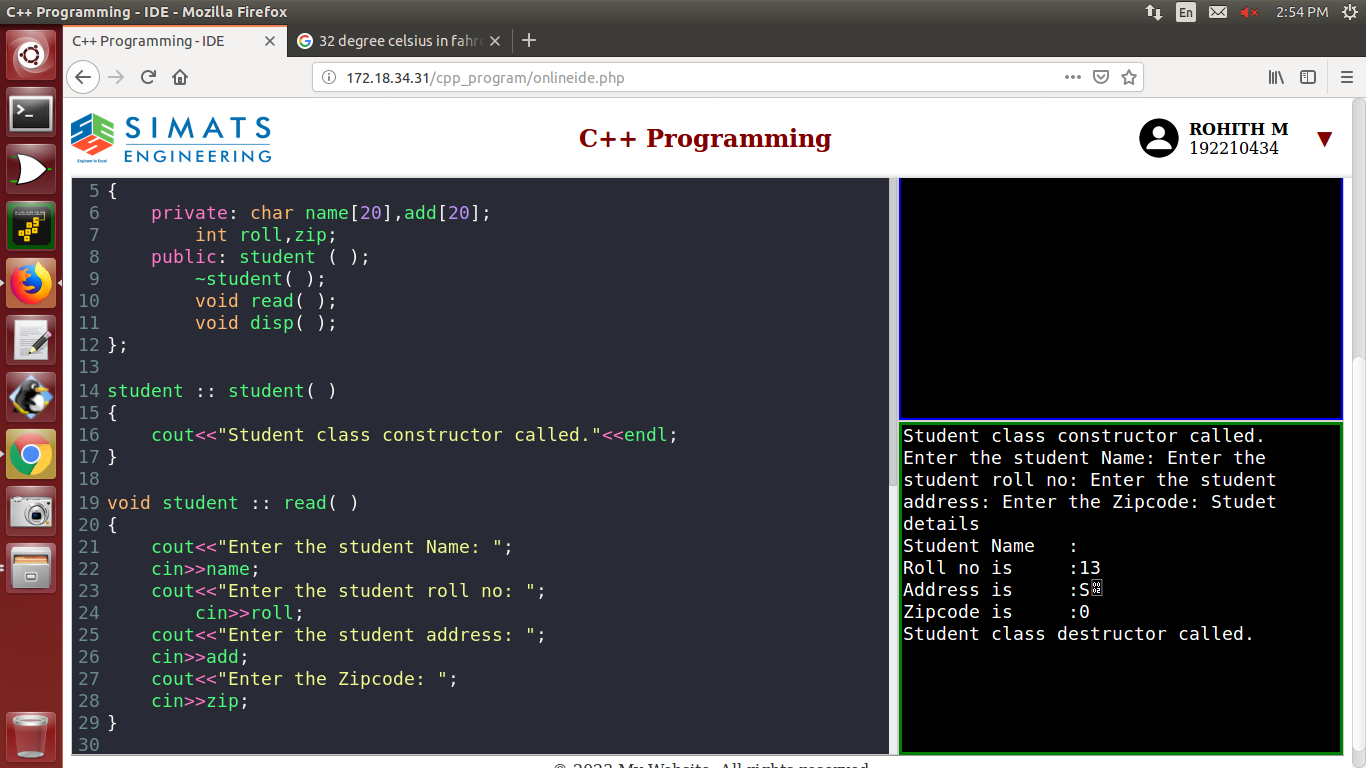 C++ Programming - IDE - Mozilla Firefox
En
2:54 PM
C++ Programming - IDE
32 degree celsius in fahre
172.18.34.31/cpp_program/onlineide.php
SIMATS
ENGINEERING
Engineer to Excel
C++ Programming
ROHITH M
192210434
5 {
6     private: char name[20],add[20];
7         int roll,zip;
8     public: student ( );
9         ~student( );
10         void read( );
11         void disp( );
12 };
13
14 student :: student( )
15 {
16     cout<<"Student class constructor called."<<endl;
17 }
18
19 void student :: read( )
20 {
21     cout<<"Enter the student Name: ";
22     cin>>name;
23     cout<<"Enter the student roll no: ";
24         cin>>roll;
25     cout<<"Enter the student address: ";
26     cin>>add;
27     cout<<"Enter the Zipcode: ";
28     cin>>zip;
29 }
30
Student class constructor called.
Enter the student Name: Enter the
student roll no: Enter the student
address: Enter the Zipcode: Studet
details
Student Name   :
Roll no is     :13
Address is     :S
Zipcode is     :0
Student class destructor called.
© 2023 My Website. All rights reserved.